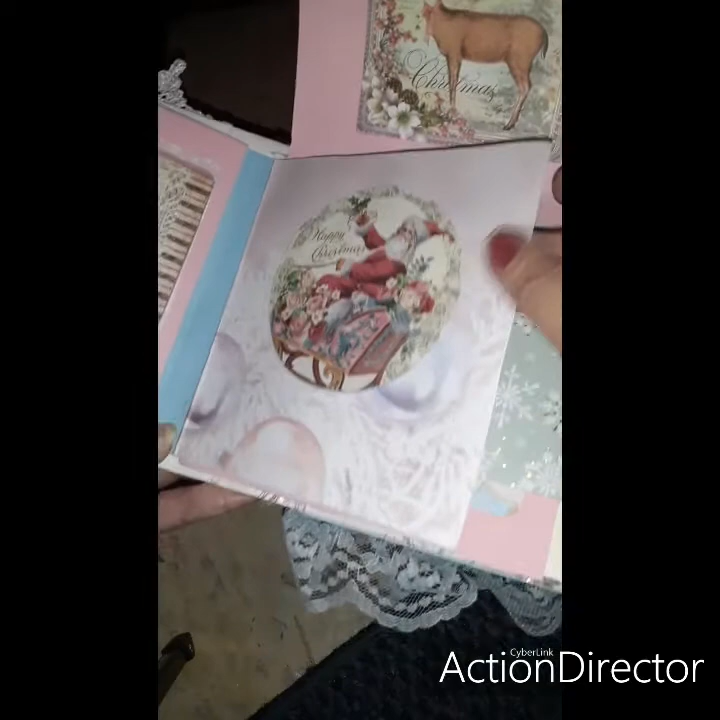 Christmas
Happy
Christmas
CyberLink
ActionDirector